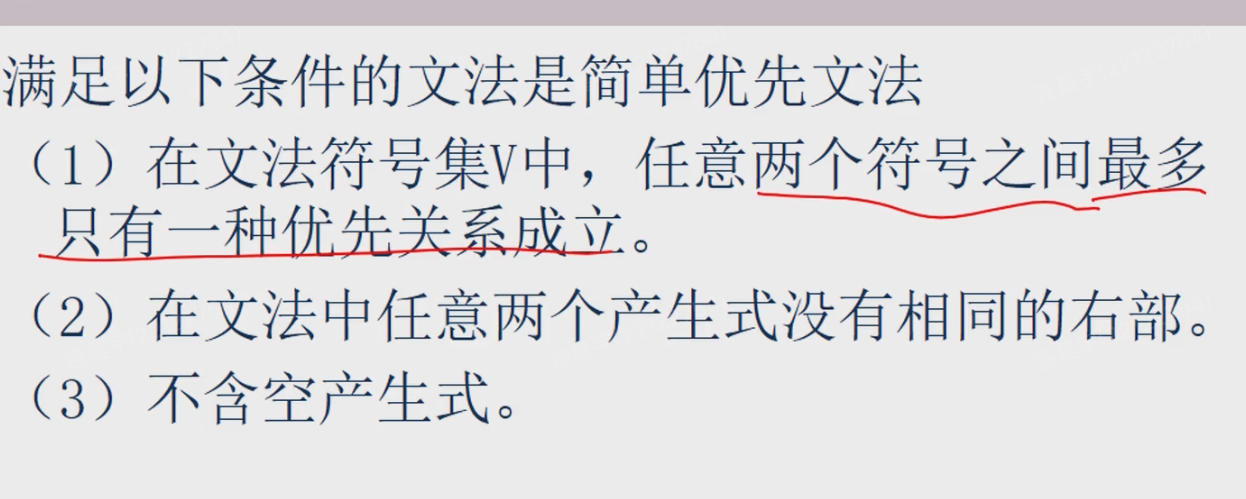 满足以下条件的文法是简单优先文法
（1）在文法符号集V中，任意两个符号之间最多
只有一种优先关系成立。
（2）在文法中任意两个产生式没有相同的右部。
（3）不含空产生式。